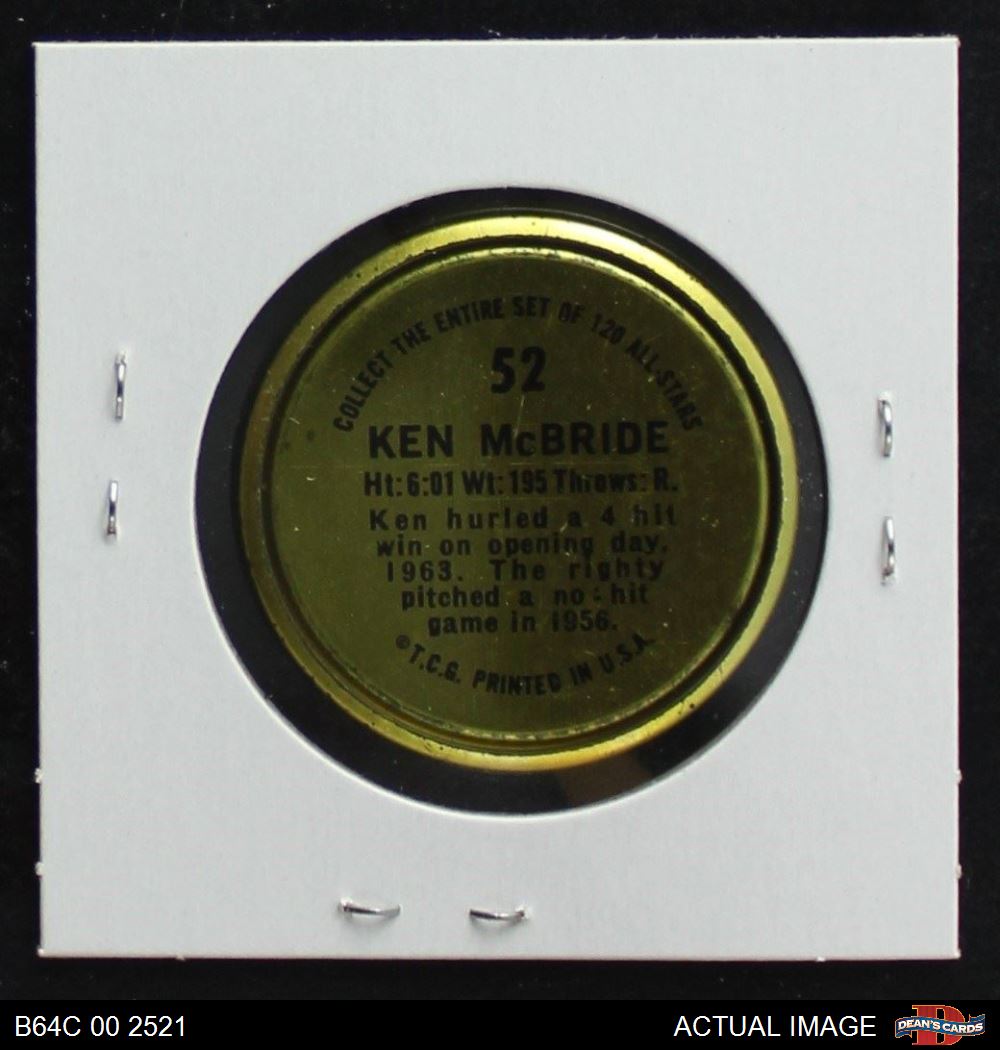 COLLECT THE ENTIRE SET OF 120 ALL-STARS
52
KEN McBRIDE
Ht:6:01 Wt:195 Throws:R.
Ken hurled a 4 hit
win on opening day,
1963. The righty
pitched a no-hit
game in 1956.
©T.C.G. PRINTED IN U.S.A.
B64C 00 2521
ACTUAL IMAGE
DEAN'S CARDS